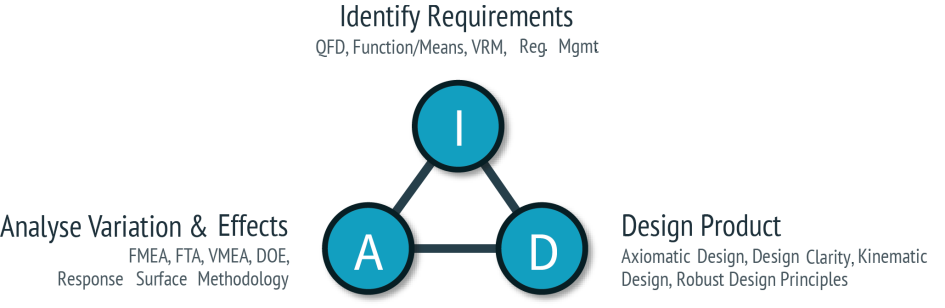 Identify Requirements
QFD, Function/Means, VRM, Reg. Mgmt
I
Analyse Variation & Effects
FMEA, FTA, VMEA, DOE,
Response Surface Methodology
A
D
Design Product
Axiomatic Design, Design Clarity, Kinematic
Design, Robust Design Principles